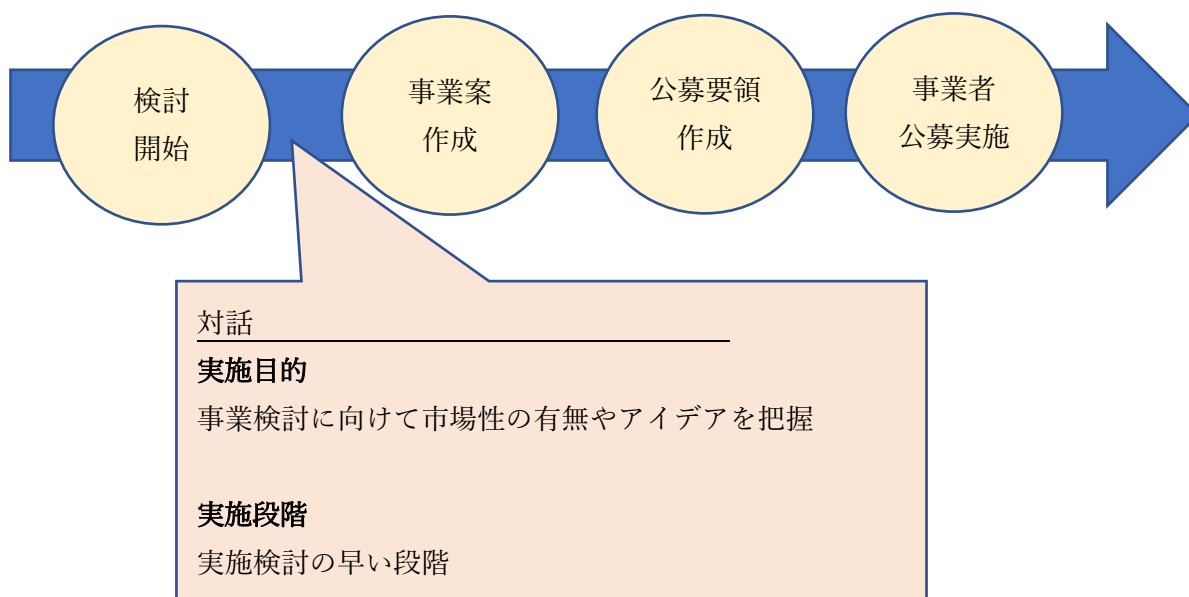 検討
開始
事業案
作成
公募要領
作成
事業者
公募実施
対話
実施目的
事業検討に向けて市場性の有無やアイデアを把握
実施段階
実施検討の早い段階